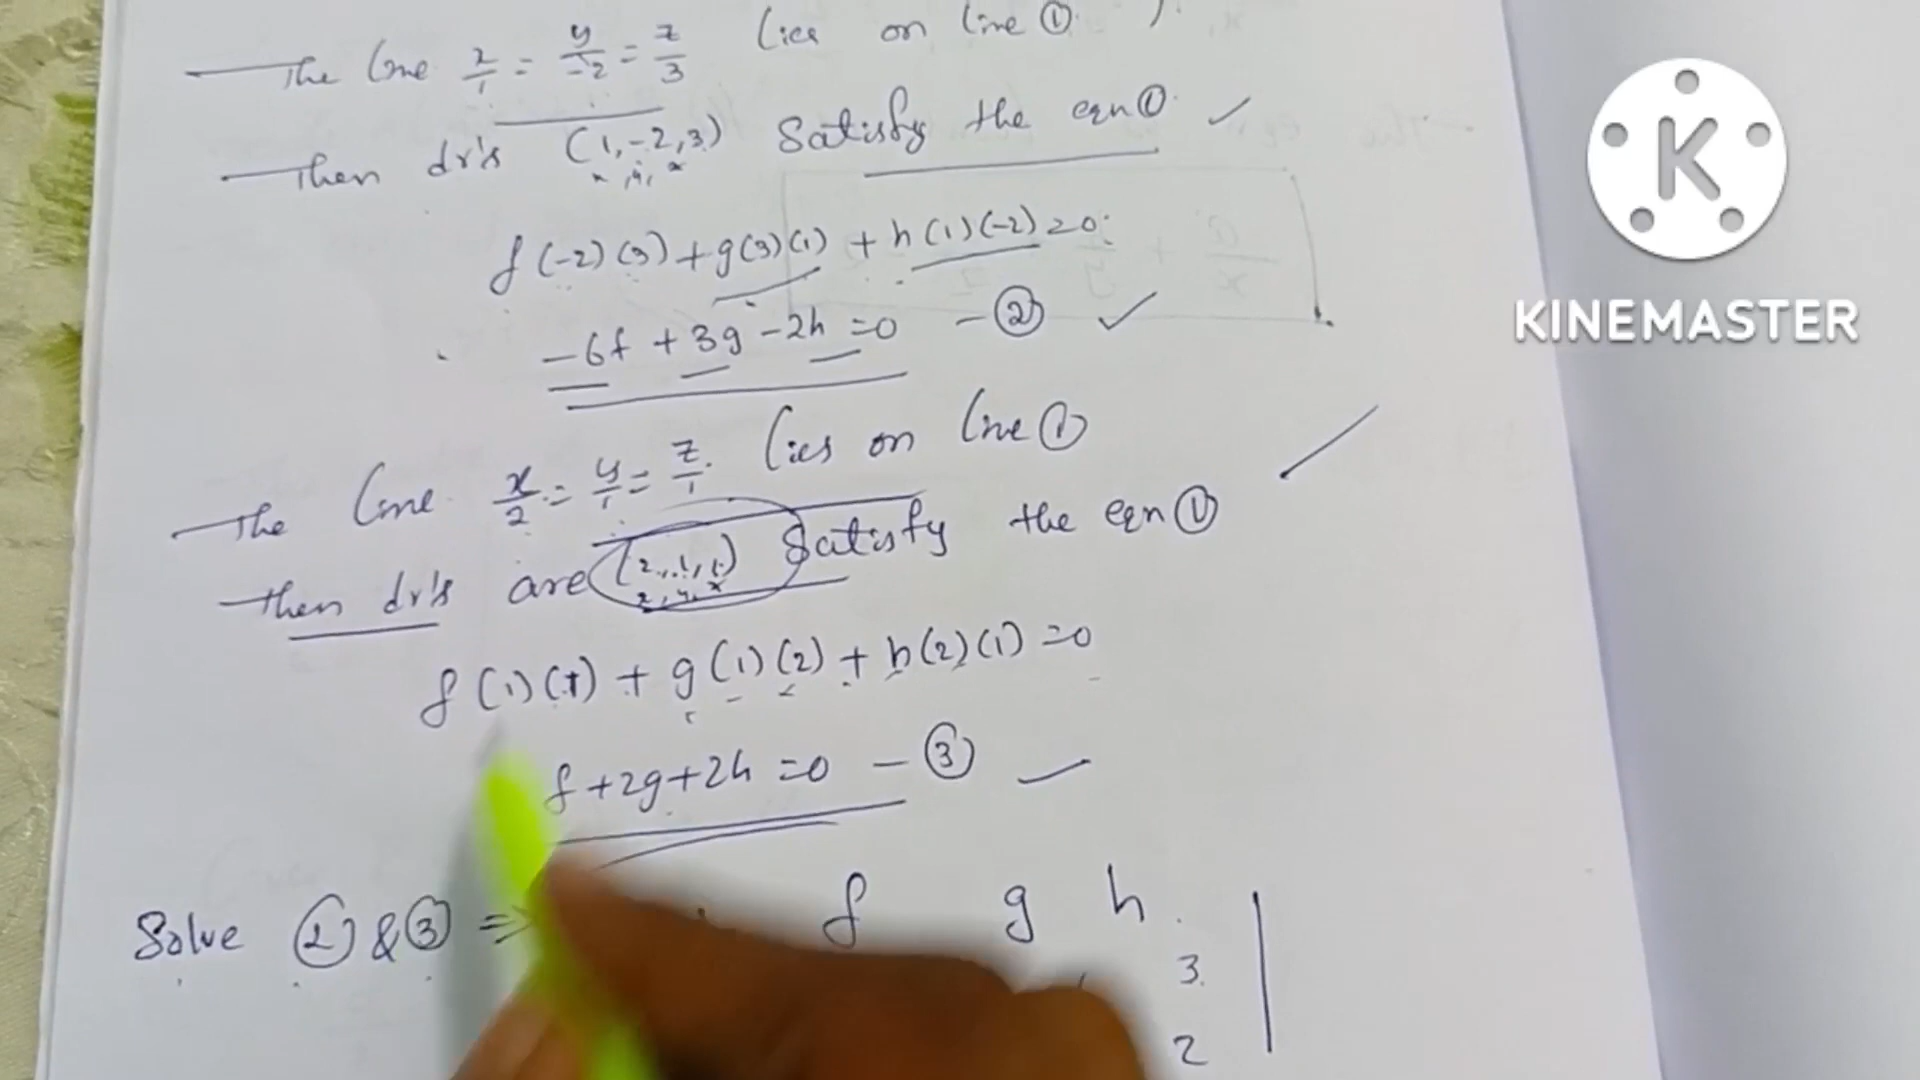 The line x/1 = y/-2 = z/3 lies on line ①
Then dr's (1, -2, 3) Satisfy the eqn ①
x, y, z
f(-2)(3) + g(3)(1) + h(1)(-2) = 0
-6f + 3g - 2h = 0 - ②
The line x/2 = y/1 = z/1 lies on line ①
then dr's are (2, 1, 1) Satisfy the eqn ①
x, y, z
f(1)(1) + g(1)(2) + h(2)(1) = 0
f + 2g + 2h = 0 - ③
Solve ② & ③ ⇒ f g h
3
2
K
KINEMASTER